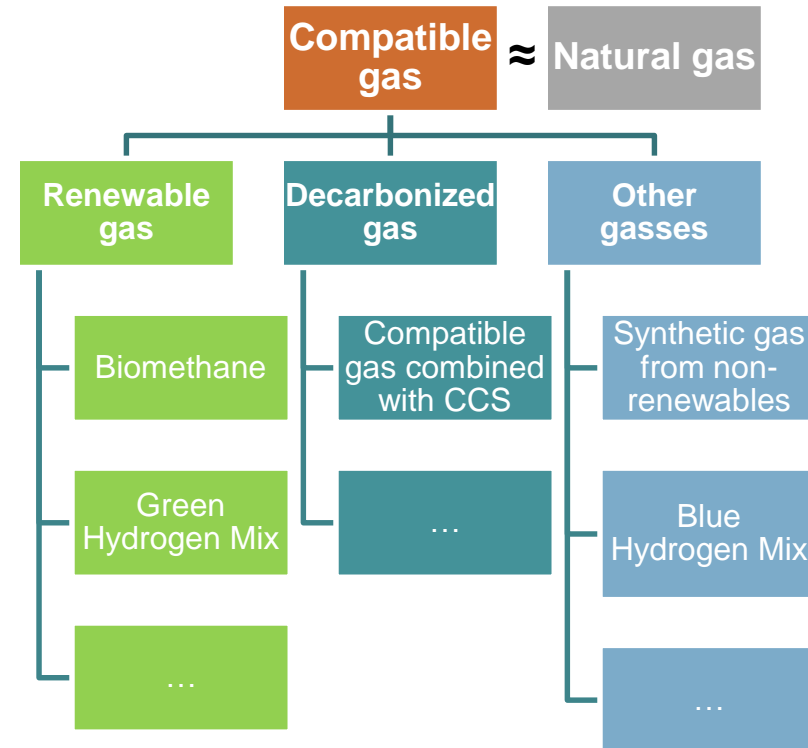 Compatible
gas
≈
Natural gas
Renewable
gas
Decarbonized
gas
Other
gasses
Biomethane
Compatible
gas combined
with CCS
Synthetic gas
from non-
renewables
Green
Hydrogen Mix
…
Blue
Hydrogen Mix
…
…